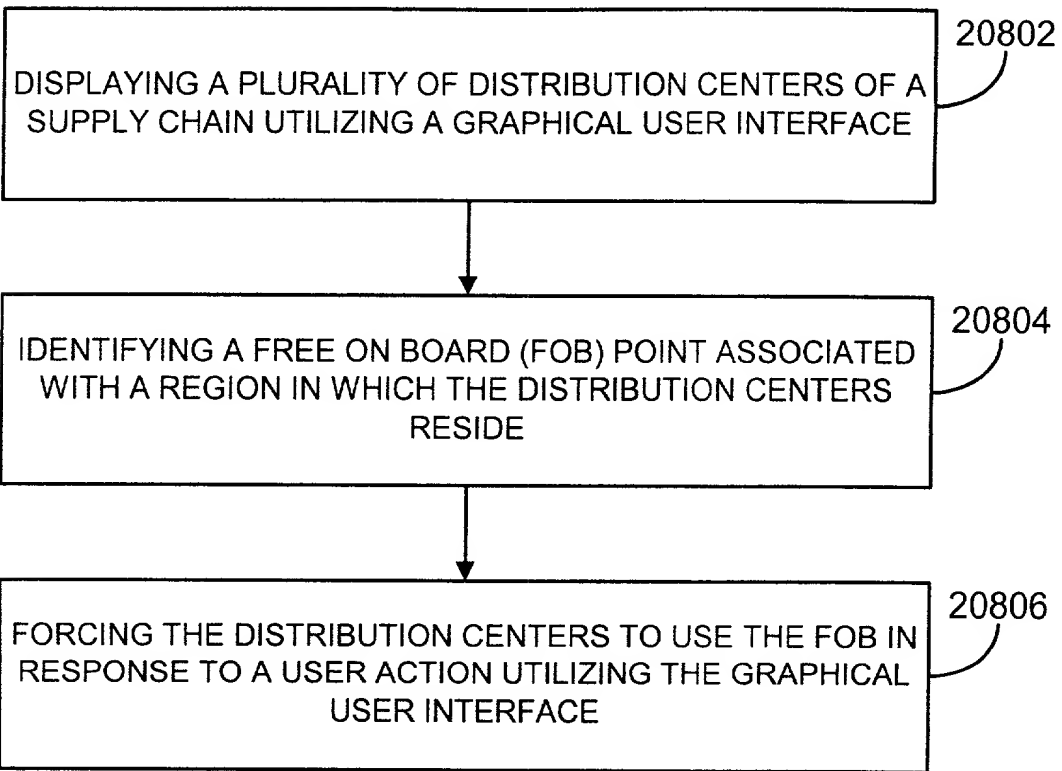 20802
DISPLAYING A PLURALITY OF DISTRIBUTION CENTERS OF A
SUPPLY CHAIN UTILIZING A GRAPHICAL USER INTERFACE
20804
IDENTIFYING A FREE ON BOARD (FOB) POINT ASSOCIATED
WITH A REGION IN WHICH THE DISTRIBUTION CENTERS
RESIDE
20806
FORCING THE DISTRIBUTION CENTERS TO USE THE FOB IN
RESPONSE TO A USER ACTION UTILIZING THE GRAPHICAL
USER INTERFACE